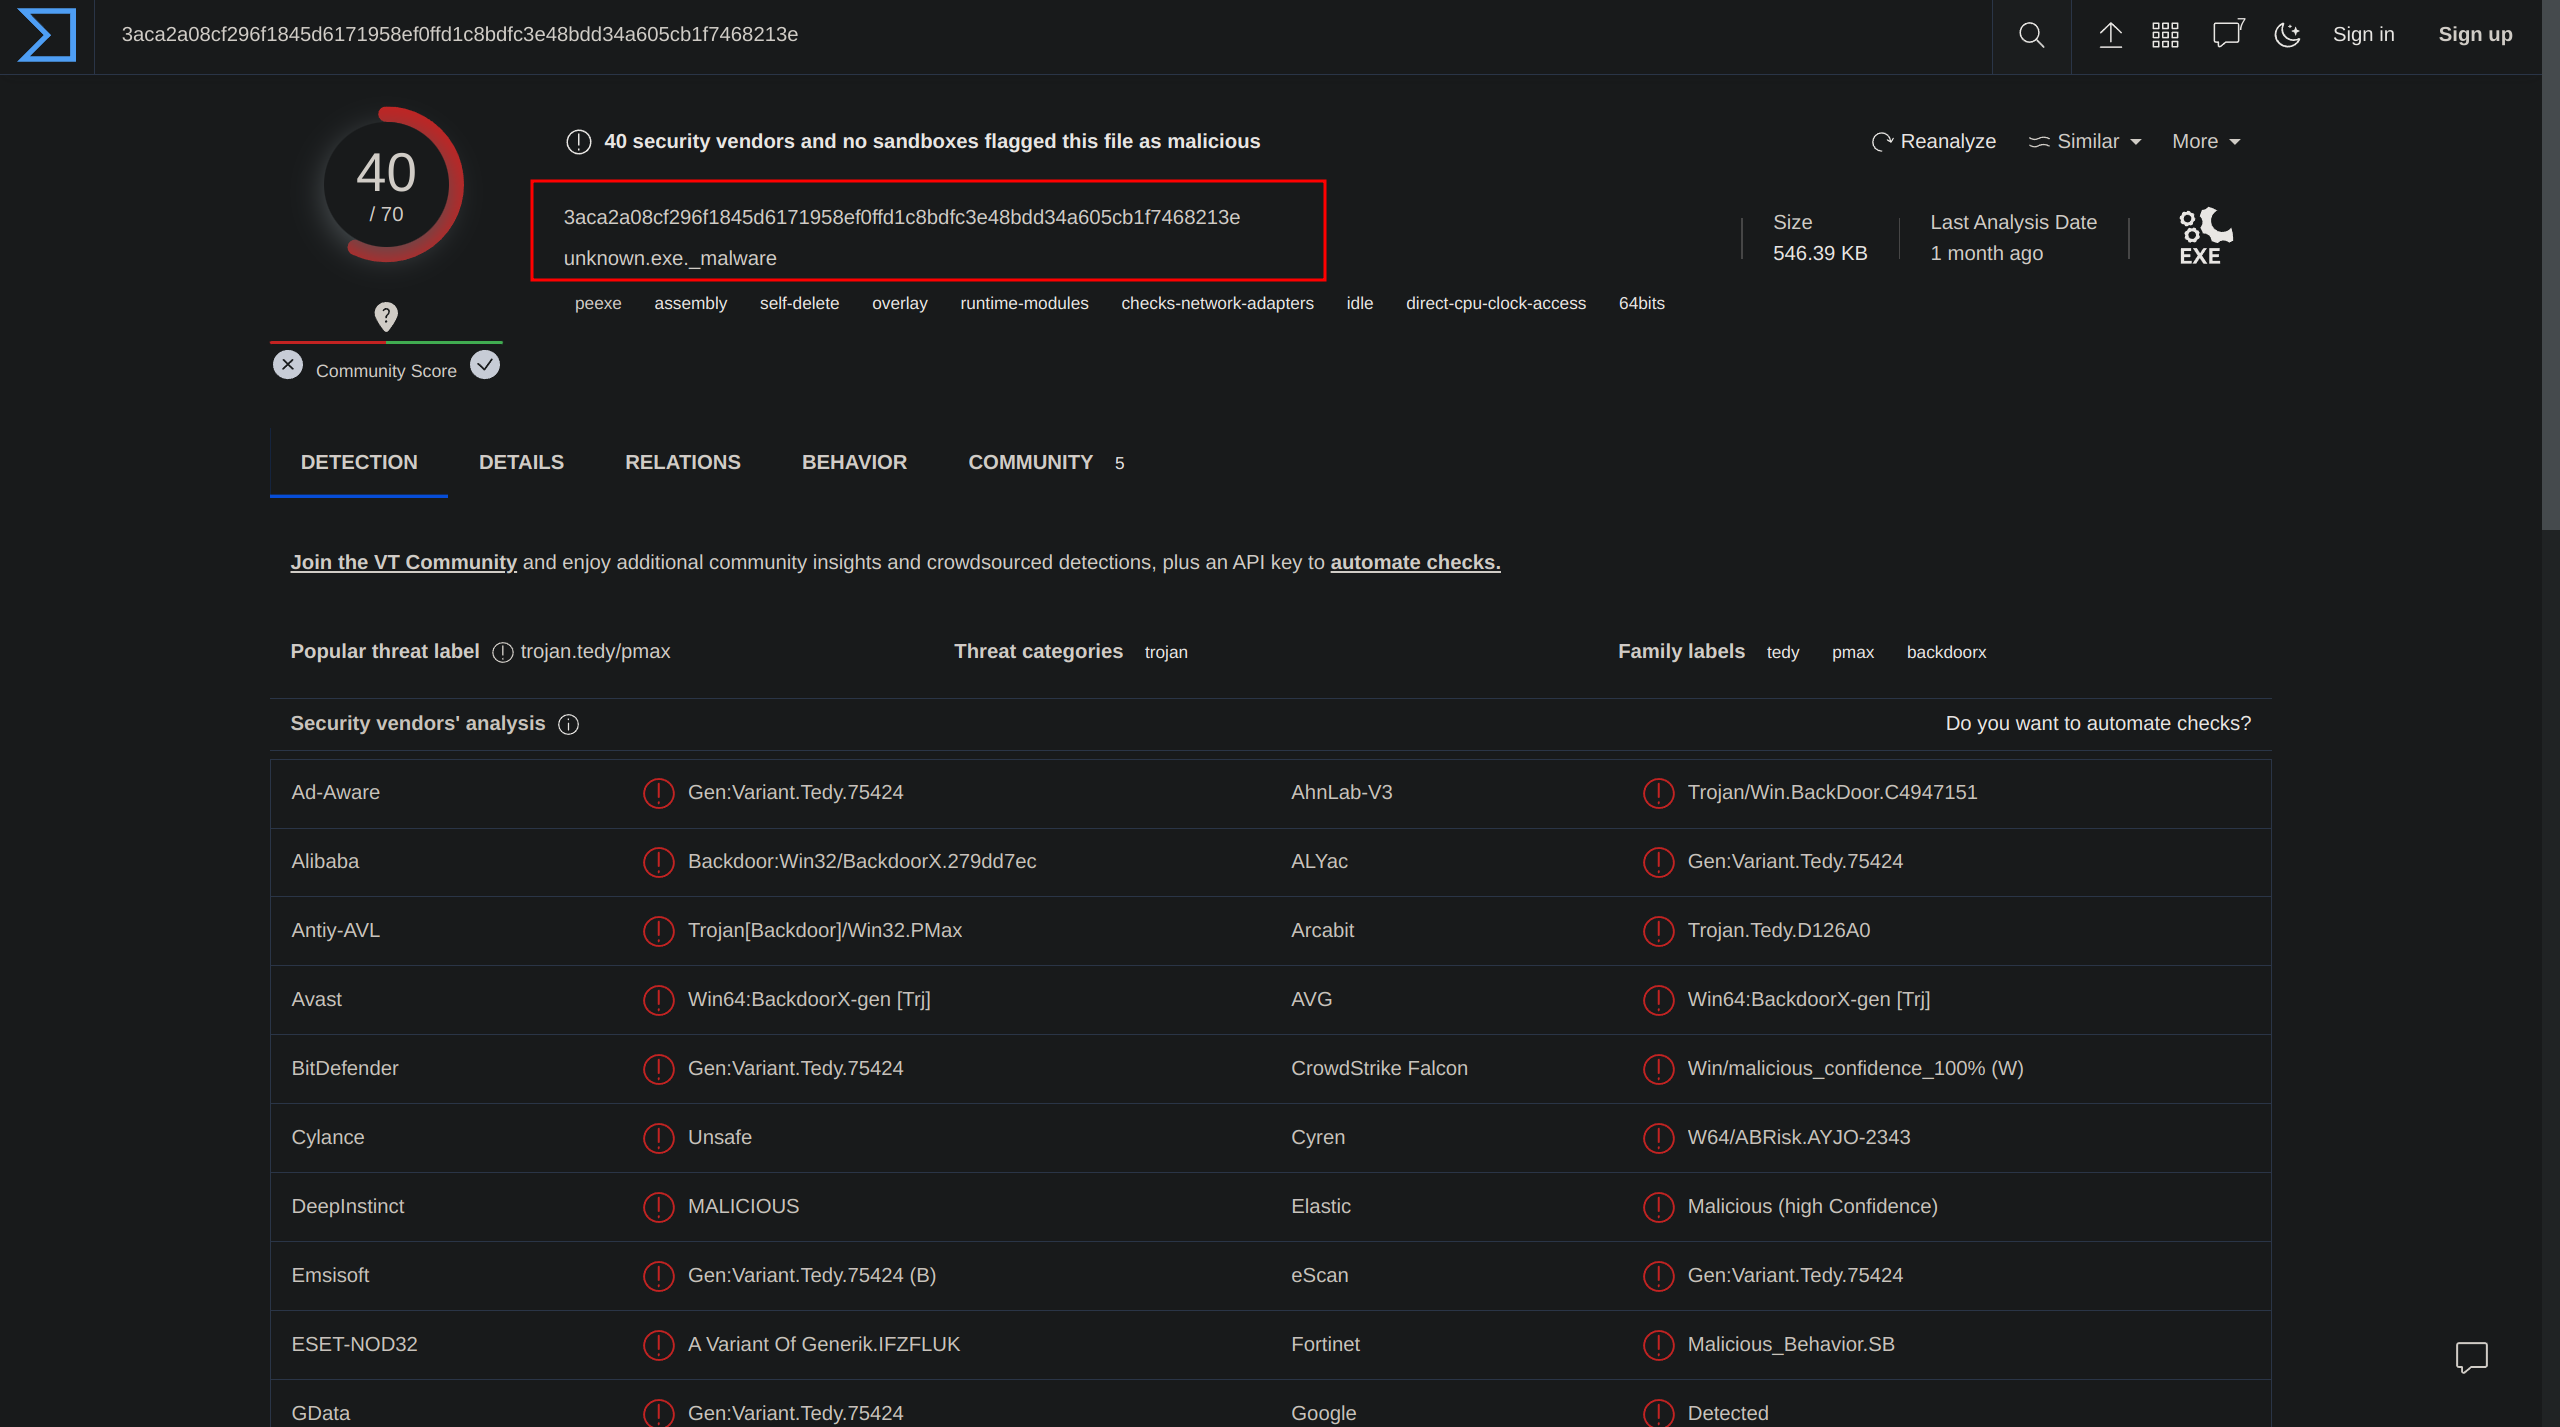 3aca2a08cf296f1845d6171958ef0ffd1c8bdfc3e48bdd34a605cb1f7468213e
7
Sign in
Sign up
40
/ 70
40 security vendors and no sandboxes flagged this file as malicious
Reanalyze
Similar
More
3aca2a08cf296f1845d6171958ef0ffd1c8bdfc3e48bdd34a605cb1f7468213e
unknown.exe._malware
Size
546.39 KB
Last Analysis Date
1 month ago
EXE
peexe assembly self-delete overlay runtime-modules checks-network-adapters idle direct-cpu-clock-access 64bits
?
Community Score
DETECTION DETAILS RELATIONS BEHAVIOR COMMUNITY 5
Join the VT Community and enjoy additional community insights and crowdsourced detections, plus an API key to automate checks.
Popular threat label trojan.tedy/pmax Threat categories trojan Family labels tedy pmax backdoorx
Security vendors' analysis Do you want to automate checks?
Ad-Aware Gen:Variant.Tedy.75424 AhnLab-V3 Trojan/Win.BackDoor.C4947151
Alibaba Backdoor:Win32/BackdoorX.279dd7ec ALYac Gen:Variant.Tedy.75424
Antiy-AVL Trojan[Backdoor]/Win32.PMax Arcabit Trojan.Tedy.D126A0
Avast Win64:BackdoorX-gen [Trj] AVG Win64:BackdoorX-gen [Trj]
BitDefender Gen:Variant.Tedy.75424 CrowdStrike Falcon Win/malicious_confidence_100% (W)
Cylance Unsafe Cyren W64/ABRisk.AYJO-2343
DeepInstinct MALICIOUS Elastic Malicious (high Confidence)
Emsisoft Gen:Variant.Tedy.75424 (B) eScan Gen:Variant.Tedy.75424
ESET-NOD32 A Variant Of Generik.IFZFLUK Fortinet Malicious_Behavior.SB
GData Gen:Variant.Tedy.75424 Google Detected